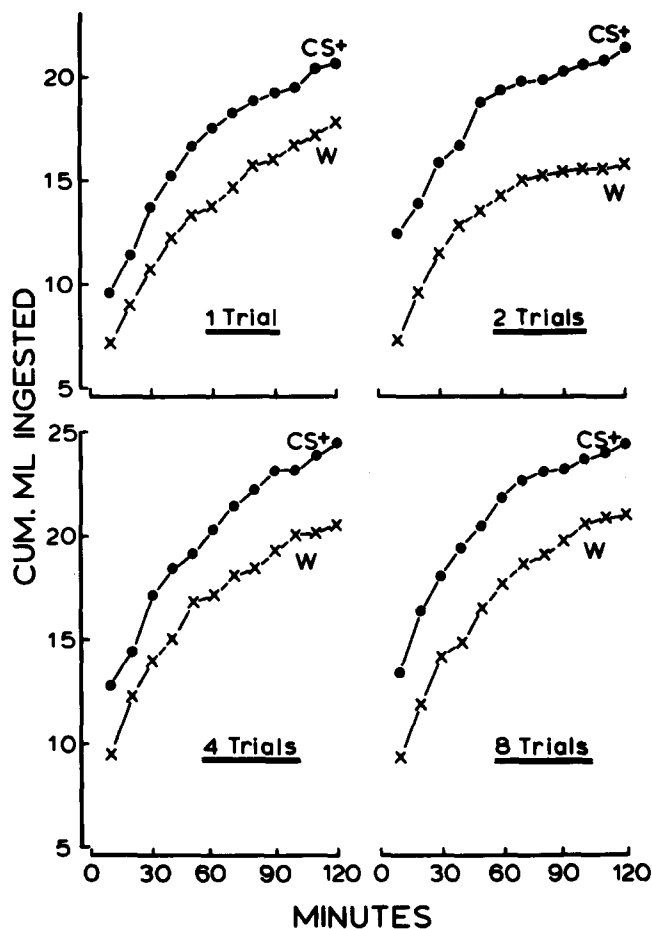 CUM. ML INGESTED
CS+
W
1 Trial
20
15
10
5
CS+
W
2 Trials
CS+
W
4 Trials
25
20
15
10
5
0 30 60 90 120
CS+
W
8 Trials
0 30 60 90 120
MINUTES